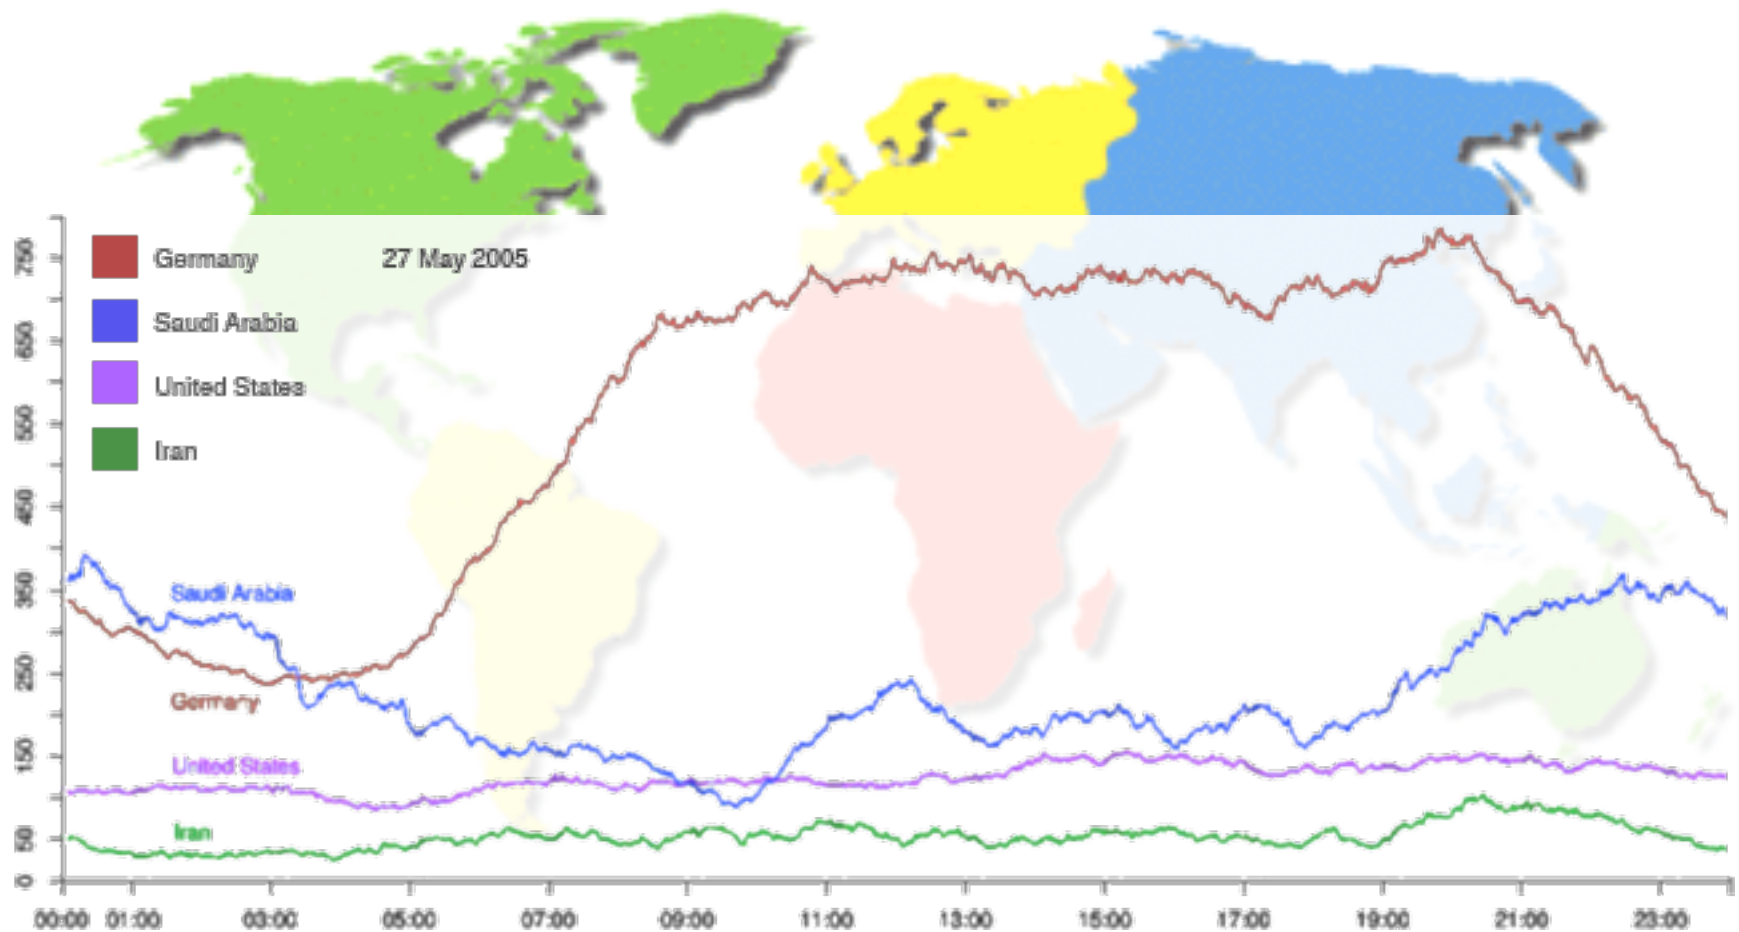 Germany
27 May 2005
Saudi Arabia
United States
Iran
750
650
550
450
350
250
150
50
0
Saudi Arabia
Germany
United States
Iran
00:00 01:00 03:00 05:00 07:00 09:00 11:00 13:00 15:00 17:00 19:00 21:00 23:00